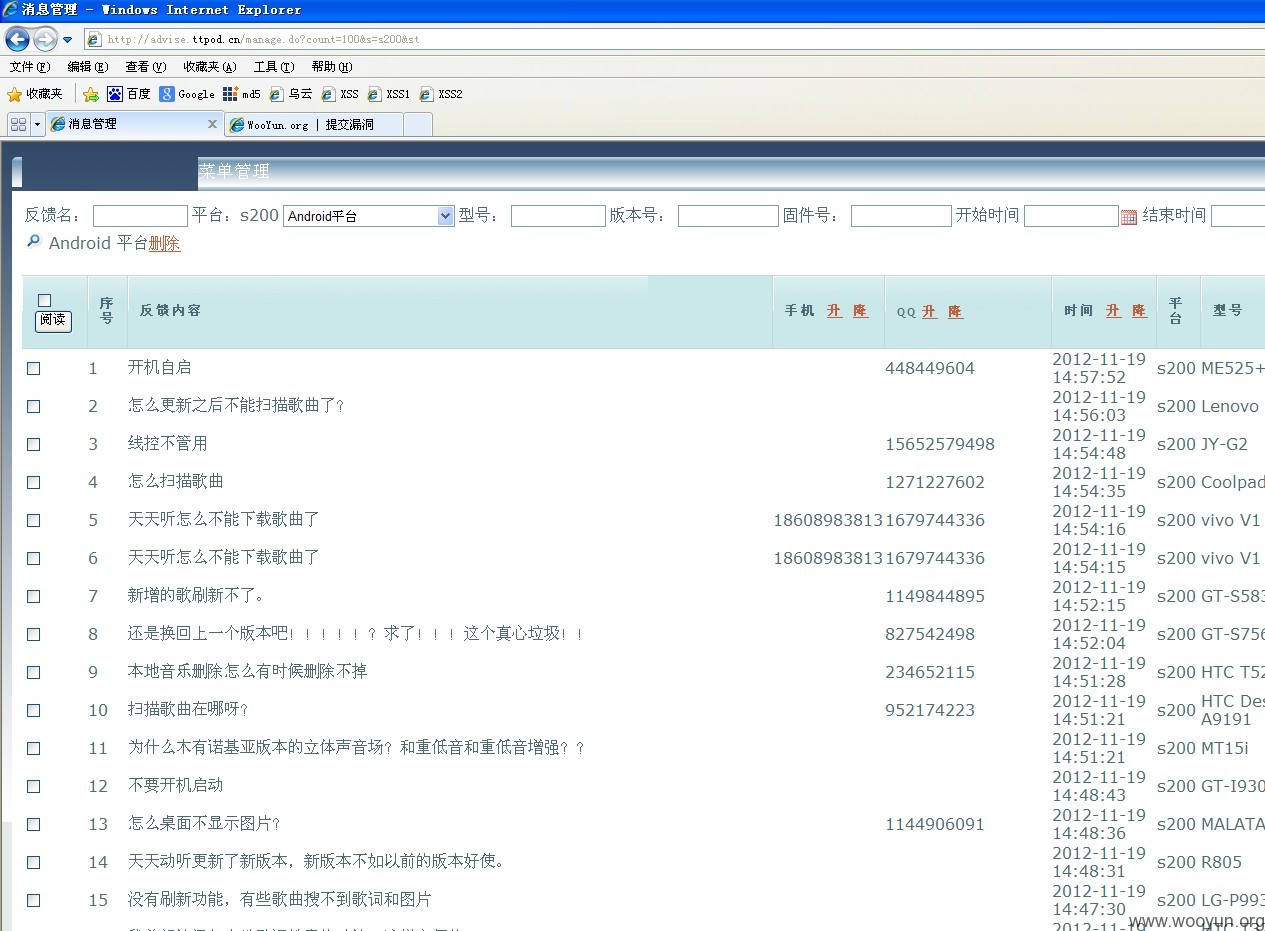 消息管理 - Windows Internet Explorer
http://advise.ttpod.cn/manage.do?count=100&s=s200&st
文件(F) 编辑(E) 查看(V) 收藏夹(A) 工具(T) 帮助(H)
收藏夹 百度 Google md5 乌云 XSS XSS1 XSS2
消息管理 WooYun.org | 提交漏洞
菜单管理
反馈名: 平台: s200 Android平台 型号: 版本号: 固件号: 开始时间 结束时间
Android 平台删除
阅读 序号 反馈内容 手机 升 降 QQ 升 降 时间 升 降 平台 型号
1 开机自启 448449604 2012-11-19 14:57:52 s200 ME525+
2 怎么更新之后不能扫描歌曲了? 2012-11-19 14:56:03 s200 Lenovo
3 线控不管用 15652579498 2012-11-19 14:54:48 s200 JY-G2
4 怎么扫描歌曲 1271227602 2012-11-19 14:54:35 s200 Coolpad
5 天天听怎么不能下载歌曲了 18608983813 1679744336 2012-11-19 14:54:16 s200 vivo V1
6 天天听怎么不能下载歌曲了 18608983813 1679744336 2012-11-19 14:54:15 s200 vivo V1
7 新增的歌刷新不了。 1149844895 2012-11-19 14:52:15 s200 GT-S583
8 还是换回上一个版本吧!!!!!?求了!!!这个真心垃圾!! 827542498 2012-11-19 14:52:04 s200 GT-S756
9 本地音乐删除怎么有时候删除不掉 234652115 2012-11-19 14:51:28 s200 HTC T52
10 扫描歌曲在哪呀? 952174223 2012-11-19 14:51:21 s200 HTC Des A9191
11 为什么木有诺基亚版本的立体声音场?和重低音和重低音增强?? 2012-11-19 14:51:21 s200 MT15i
12 不要开机启动 2012-11-19 14:48:43 s200 GT-I930
13 怎么桌面不显示图片? 1144906091 2012-11-19 14:48:36 s200 MALATA
14 天天动听更新了新版本，新版本不如以前的版本好使。 2012-11-19 14:48:31 s200 R805
15 没有刷新功能，有些歌曲搜不到歌词和图片 2012-11-19 14:47:30 s200 LG-P993
2012-11-19
www.wooyun.org